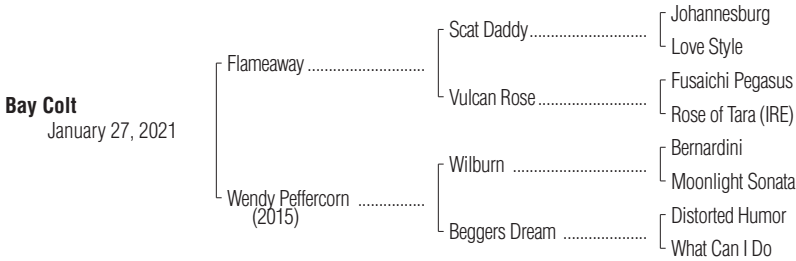 Johannesburg
Scat Daddy
Love Style
Flameaway
Fusaichi Pegasus
Vulcan Rose
Rose of Tara (IRE)
Bay Colt
January 27, 2021
Bernardini
Wilburn
Moonlight Sonata
Wendy Peffercorn
(2015)
Distorted Humor
Beggers Dream
What Can I Do